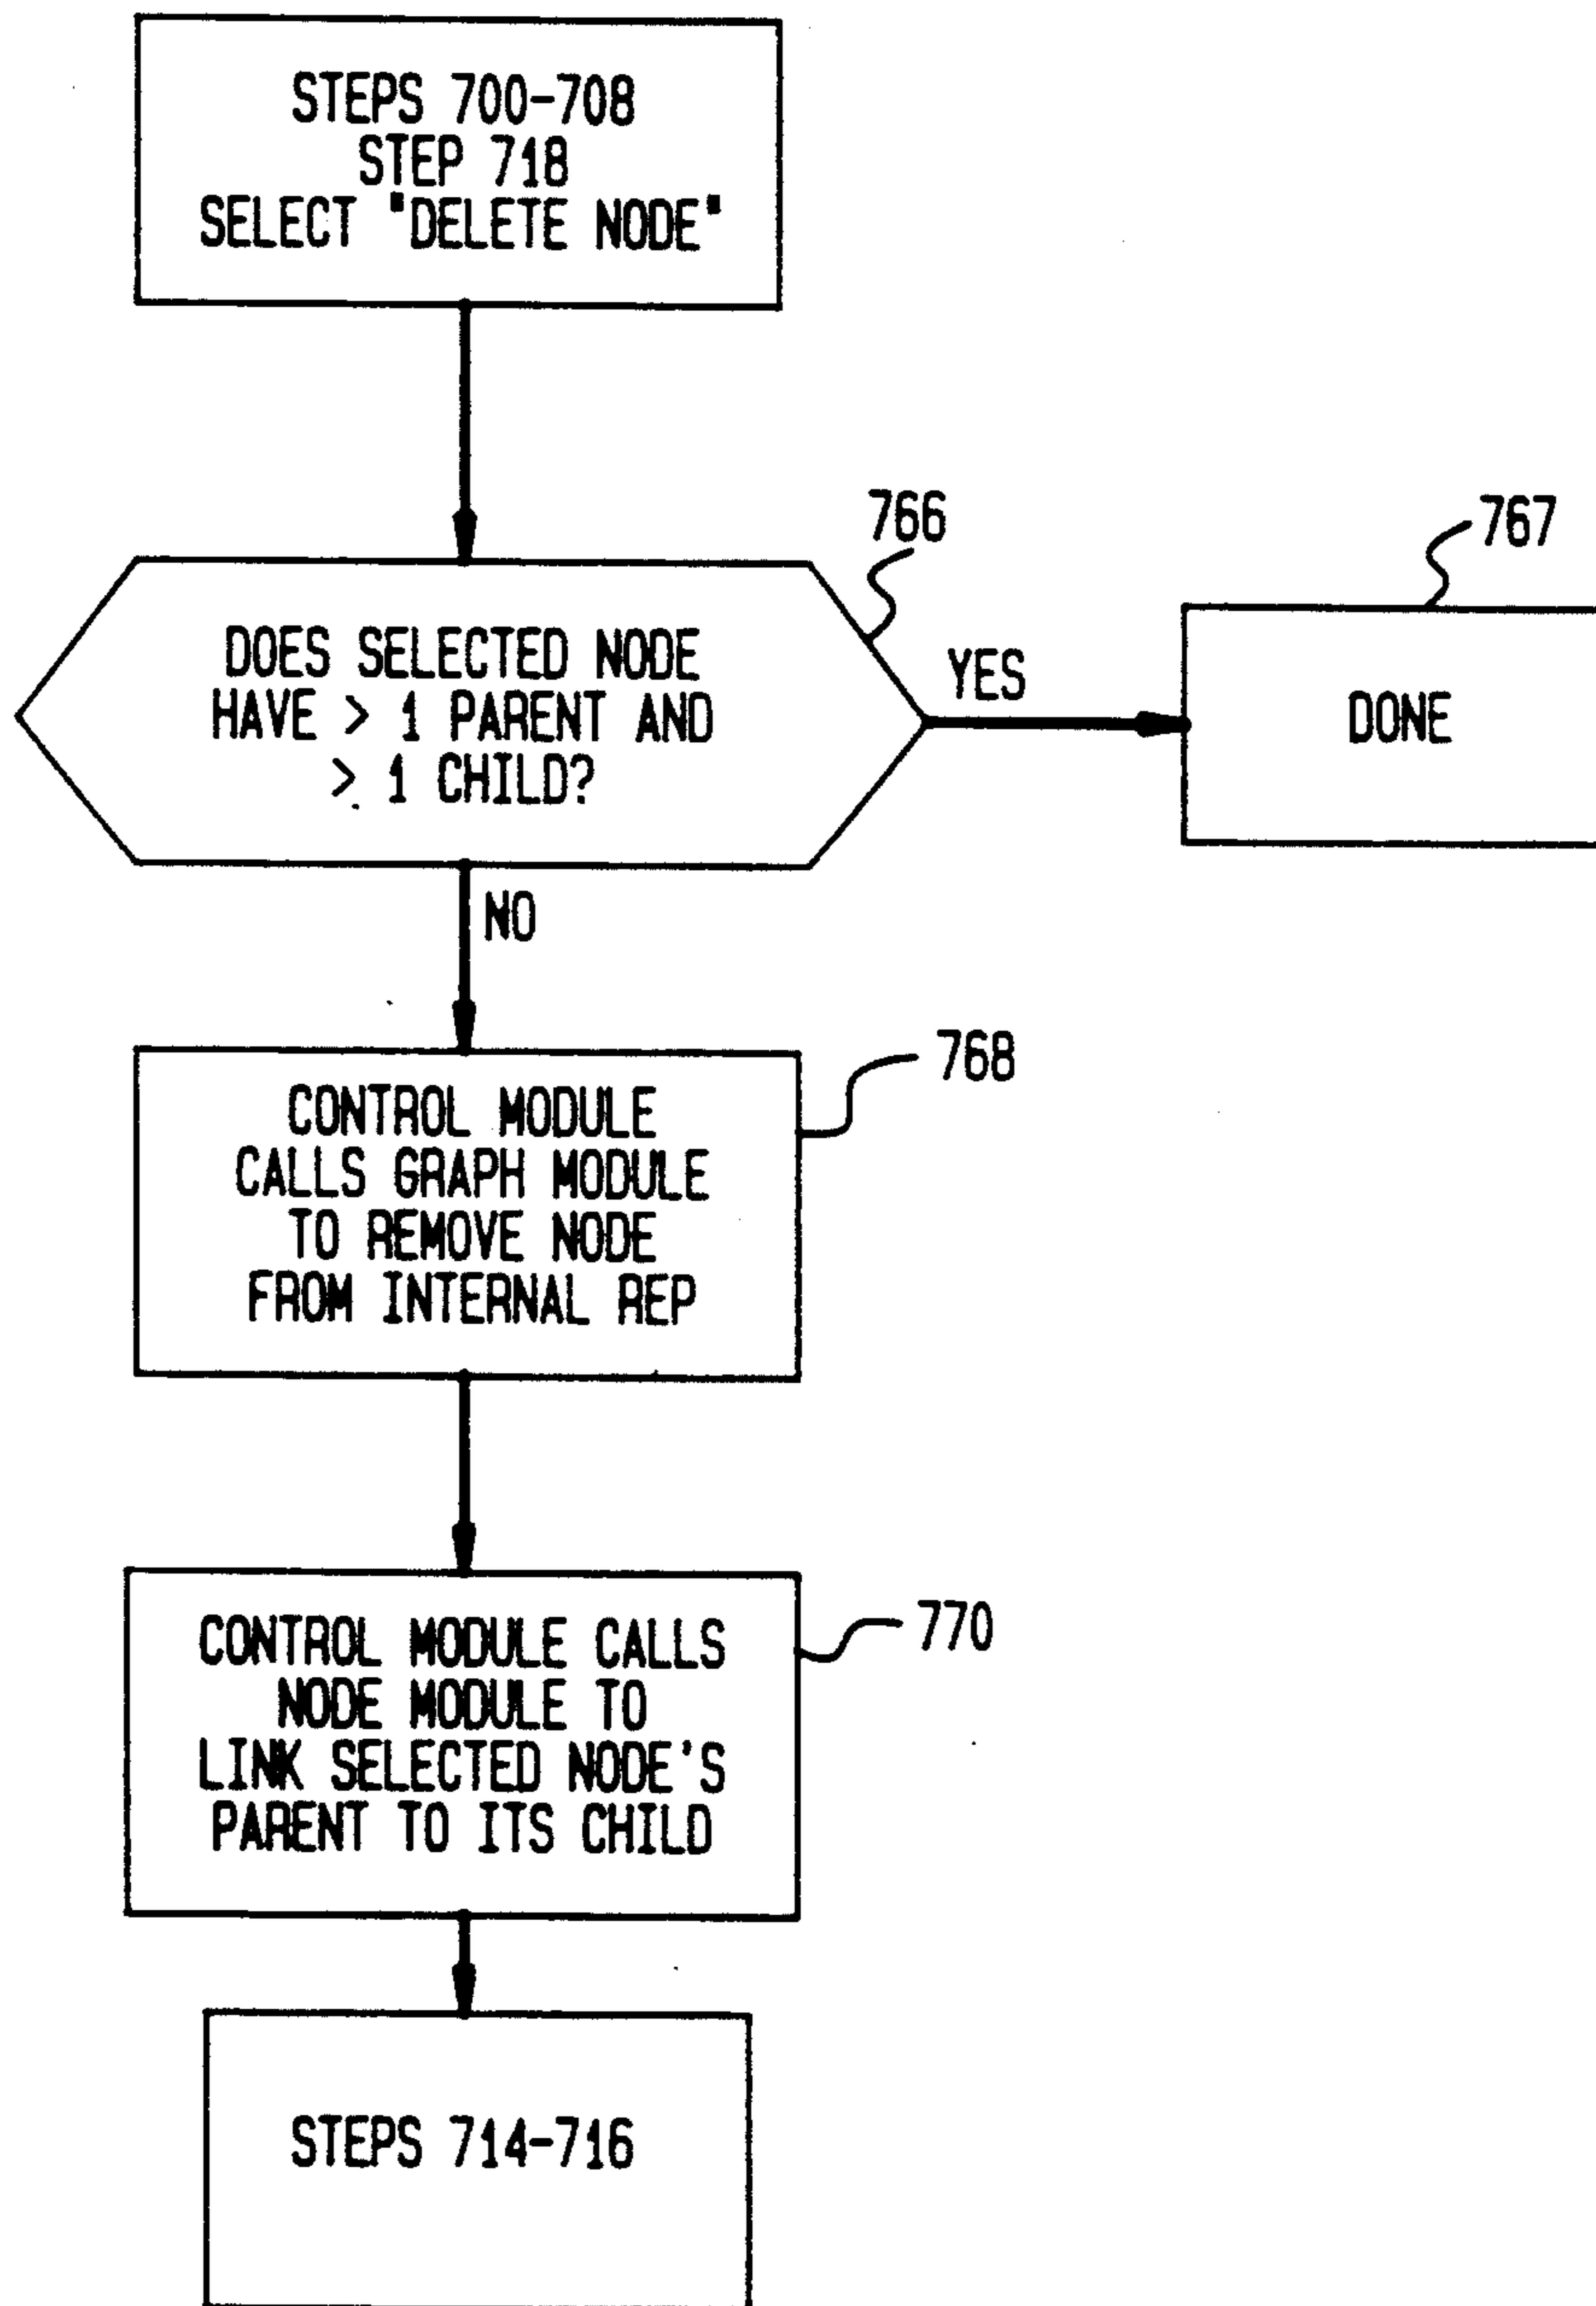 STEPS 700-708
STEP 718
SELECT "DELETE NODE"
766
767
DOES SELECTED NODE
HAVE > 1 PARENT AND
> 1 CHILD?
YES
DONE
NO
768
CONTROL MODULE
CALLS GRAPH MODULE
TO REMOVE NODE
FROM INTERNAL REP
770
CONTROL MODULE CALLS
NODE MODULE TO
LINK SELECTED NODE'S
PARENT TO ITS CHILD
STEPS 714-716